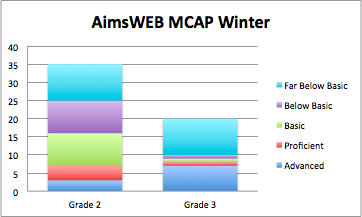 AimsWEB MCAP Winter
40
35
30
25
20
15
10
5
0
Grade 2
Grade 3
Far Below Basic
Below Basic
Basic
Proficient
Advanced